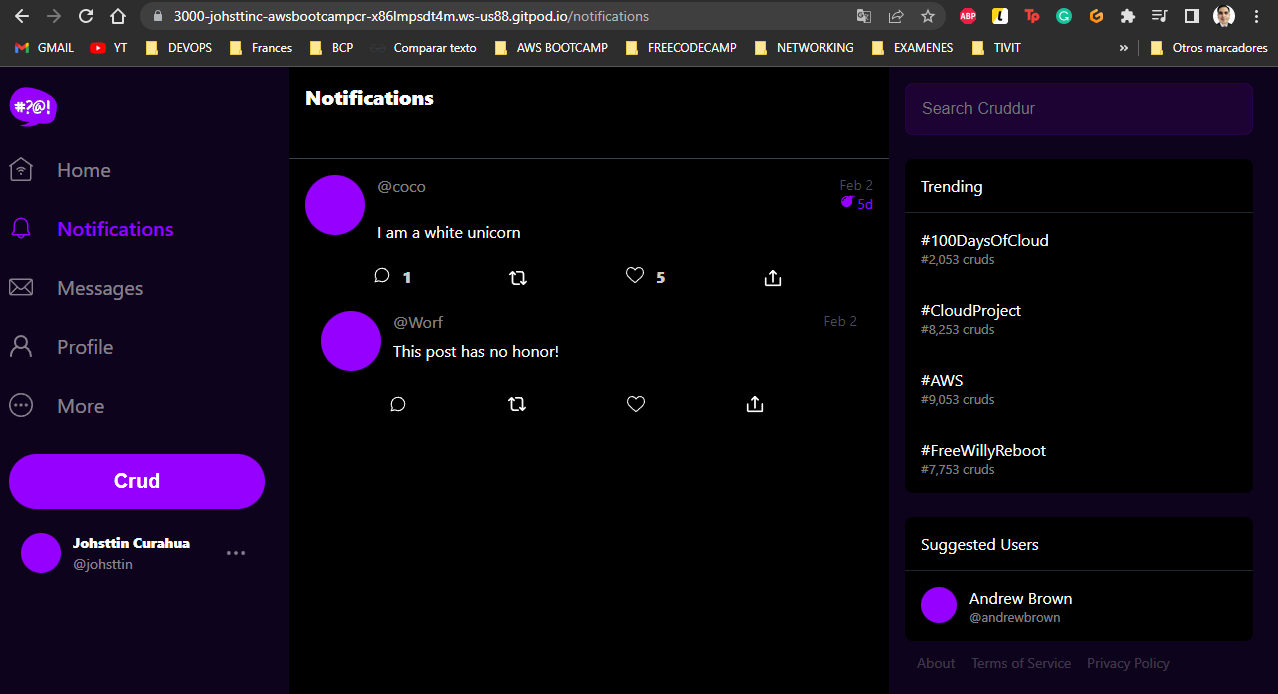 3000-johsttinc-awsbootcampcr-x86lmpsdt4m.ws-us88.gitpod.io/notifications
ABP L Tp G
GMAIL YT DEVOPS Frances BCP Comparar texto AWS BOOTCAMP FREECODECAMP NETWORKING EXAMENES TIVIT » Otros marcadores
#?@!
Home
Notifications
Messages
Profile
More
Crud
Johsttin Curahua
@johsttin
Notifications
@coco Feb 2
5d
I am a white unicorn
1 5
@Worf Feb 2
This post has no honor!
Search Cruddur
Trending
#100DaysOfCloud
#2,053 cruds
#CloudProject
#8,253 cruds
#AWS
#9,053 cruds
#FreeWillyReboot
#7,753 cruds
Suggested Users
Andrew Brown
@andrewbrown
About Terms of Service Privacy Policy